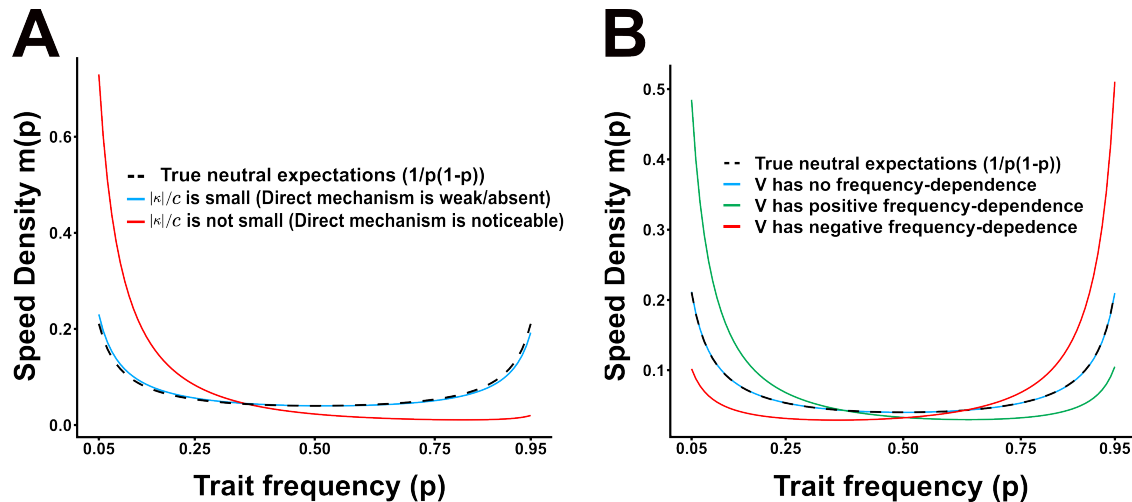 A
Speed Density m(p)
0.6
0.4
0.2
0.0
True neutral expectations (1/p(1-p))
|κ|/c is small (Direct mechanism is weak/absent)
|κ|/c is not small (Direct mechanism is noticeable)
0.05 0.25 0.50 0.75 0.95
Trait frequency (p)
B
Speed Density m(p)
0.5
0.4
0.3
0.2
0.1
True neutral expectations (1/p(1-p))
V has no frequency-dependence
V has positive frequency-dependence
V has negative frequency-depedence
0.05 0.25 0.50 0.75 0.95
Trait frequency (p)